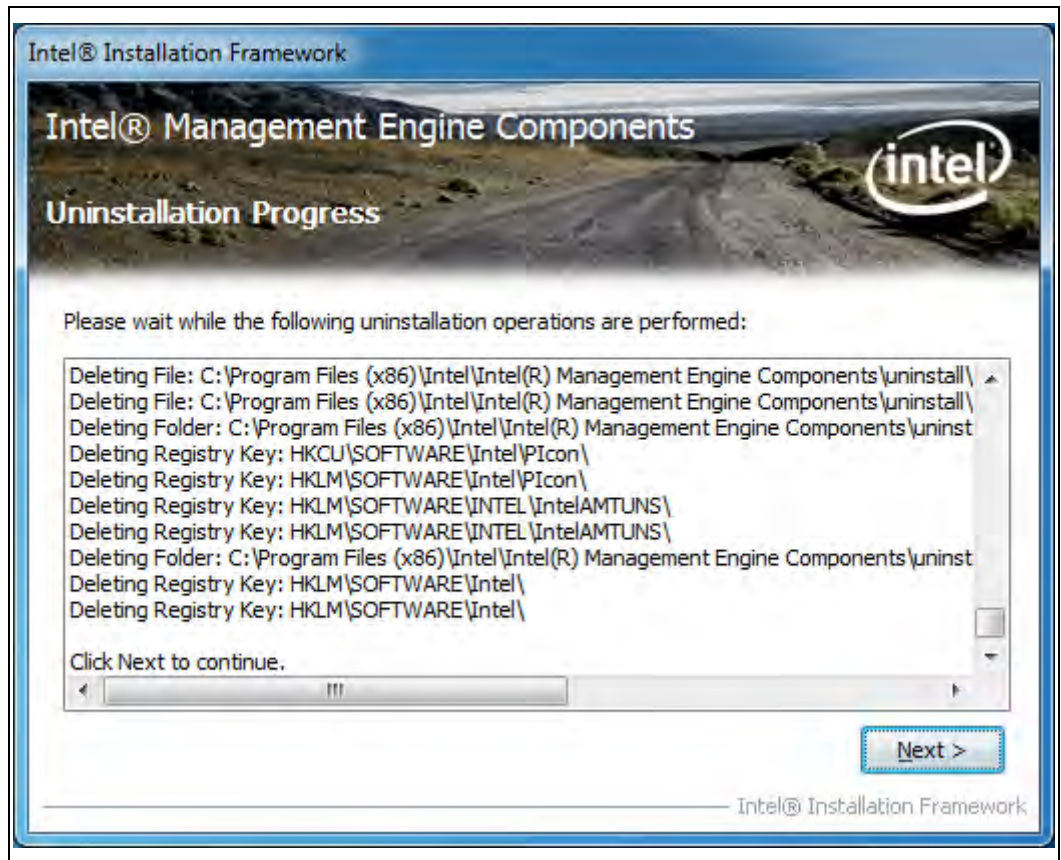 Intel® Installation Framework
Intel® Management Engine Components
intel
Uninstallation Progress
Please wait while the following uninstallation operations are performed:
Deleting File: C:\Program Files (x86)\Intel\Intel(R) Management Engine Components\uninstall\
Deleting File: C:\Program Files (x86)\Intel\Intel(R) Management Engine Components\uninstall\
Deleting Folder: C:\Program Files (x86)\Intel\Intel(R) Management Engine Components\uninst
Deleting Registry Key: HKCU\SOFTWARE\Intel\PIcon\
Deleting Registry Key: HKLM\SOFTWARE\Intel\PIcon\
Deleting Registry Key: HKLM\SOFTWARE\INTEL\IntelAMTUNS\
Deleting Registry Key: HKLM\SOFTWARE\INTEL\IntelAMTUNS\
Deleting Folder: C:\Program Files (x86)\Intel\Intel(R) Management Engine Components\uninst
Deleting Registry Key: HKLM\SOFTWARE\Intel\
Deleting Registry Key: HKLM\SOFTWARE\Intel\
Click Next to continue.
Next >
Intel® Installation Framework